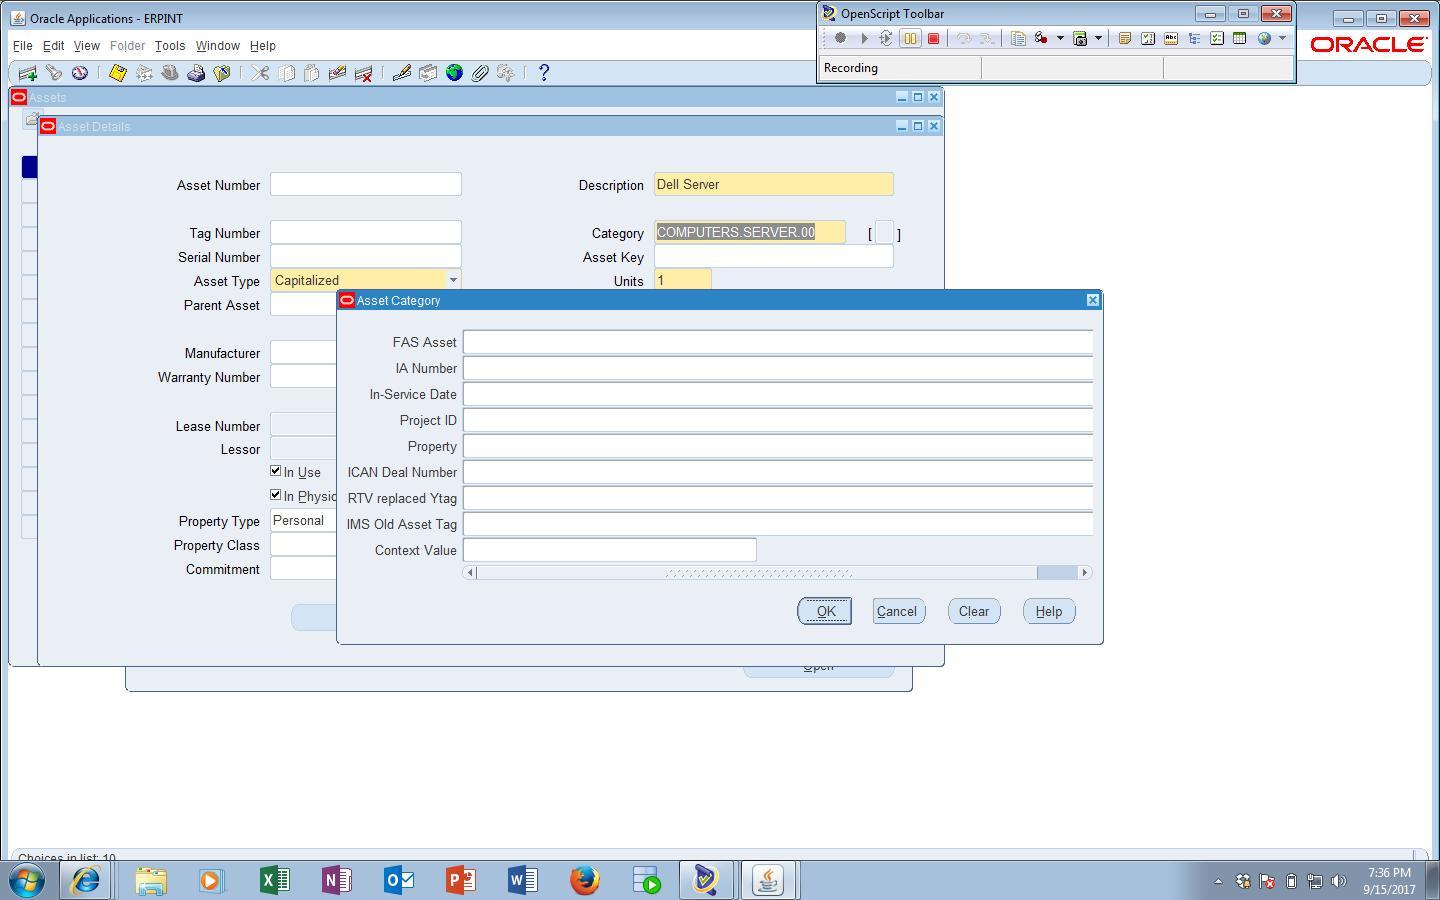 Oracle Applications - ERPINT
OpenScript Toolbar
File Edit View Folder Tools Window Help
ORACLE
Recording
Assets
Asset Details
Asset Number
Description Dell Server
Tag Number
Category COMPUTERS.SERVER.00 [ ]
Serial Number
Asset Key
Asset Type Capitalized
Units 1
Parent Asset
Asset Category
Manufacturer
Warranty Number
Lease Number
Lessor
In Use
In Physic
Property Type Personal
Property Class
Commitment
FAS Asset
IA Number
In-Service Date
Project ID
Property
ICAN Deal Number
RTV replaced Ytag
IMS Old Asset Tag
Context Value
OK Cancel Clear Help
Open
Choices in list: 10
7:36 PM
9/15/2017